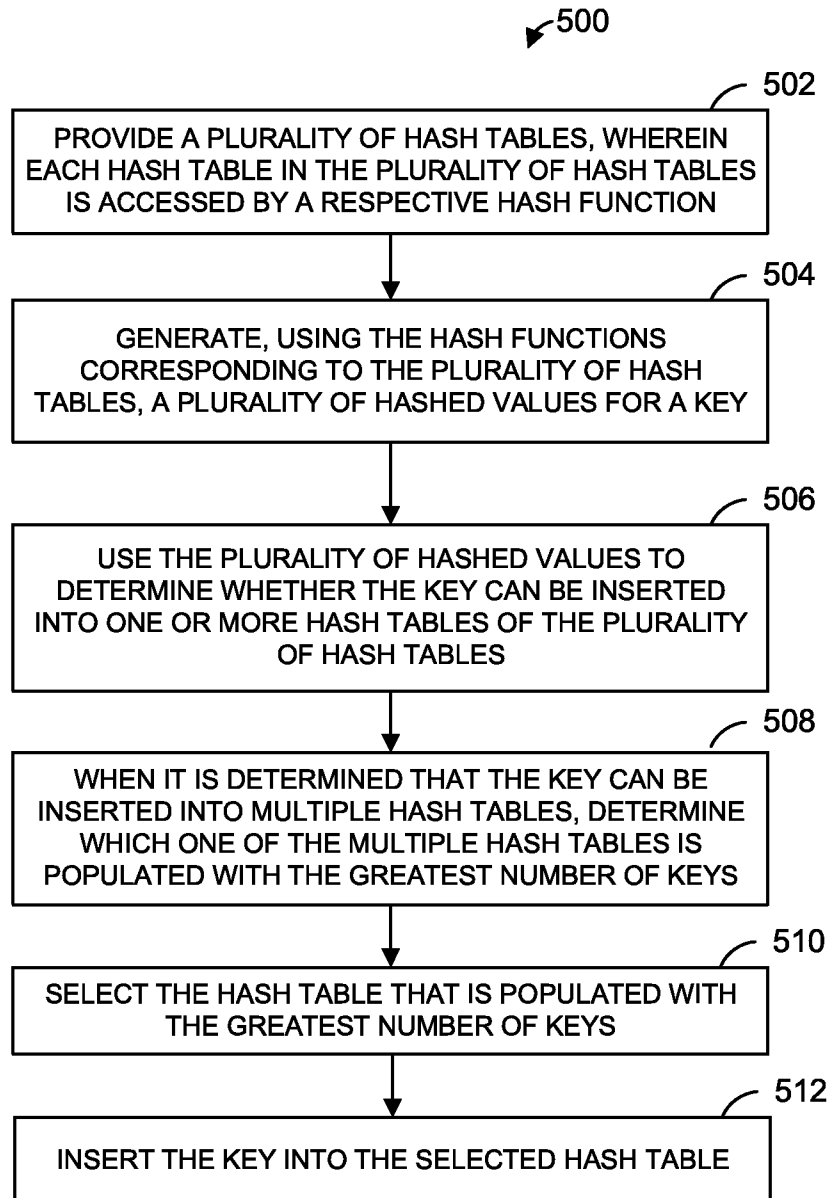 500
502
PROVIDE A PLURALITY OF HASH TABLES, WHEREIN
EACH HASH TABLE IN THE PLURALITY OF HASH TABLES
IS ACCESSED BY A RESPECTIVE HASH FUNCTION
504
GENERATE, USING THE HASH FUNCTIONS
CORRESPONDING TO THE PLURALITY OF HASH
TABLES, A PLURALITY OF HASHED VALUES FOR A KEY
506
USE THE PLURALITY OF HASHED VALUES TO
DETERMINE WHETHER THE KEY CAN BE INSERTED
INTO ONE OR MORE HASH TABLES OF THE PLURALITY
OF HASH TABLES
508
WHEN IT IS DETERMINED THAT THE KEY CAN BE
INSERTED INTO MULTIPLE HASH TABLES, DETERMINE
WHICH ONE OF THE MULTIPLE HASH TABLES IS
POPULATED WITH THE GREATEST NUMBER OF KEYS
510
SELECT THE HASH TABLE THAT IS POPULATED WITH
THE GREATEST NUMBER OF KEYS
512
INSERT THE KEY INTO THE SELECTED HASH TABLE